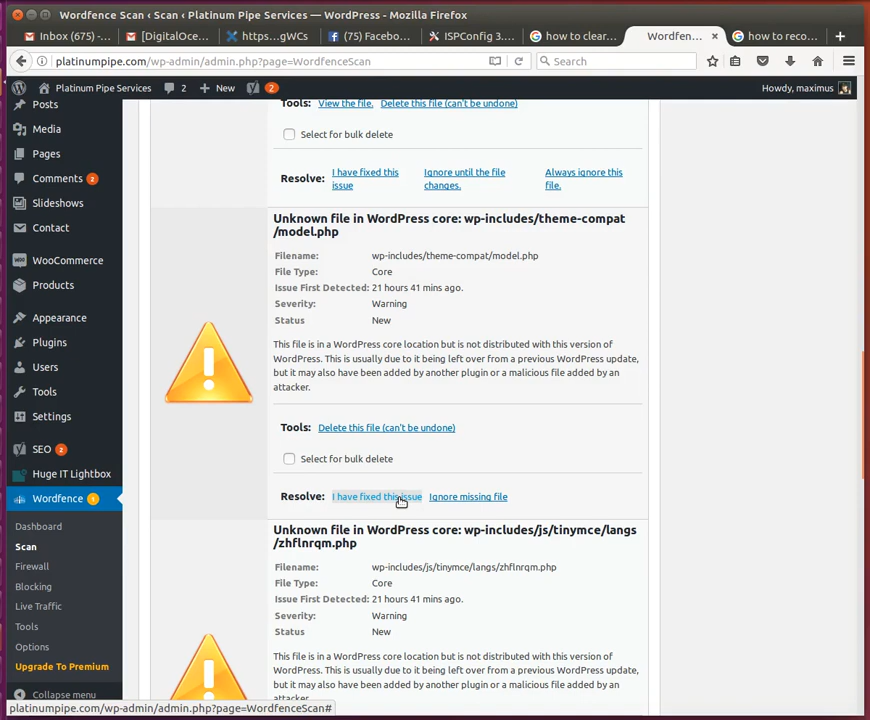 Wordfence Scan ‹ Scan ‹ Platinum Pipe Services — WordPress - Mozilla Firefox
Inbox (675) -...
[DigitalOce...
https...gWCs
(75) Facebo...
ISPConfig 3....
how to clear...
Wordfen...
how to reco...
platinumpipe.com/wp-admin/admin.php?page=WordfenceScan
Search
Platinum Pipe Services
2
New
2
Howdy, maximus
Posts
Media
Pages
Comments 2
Slideshows
Contact
WooCommerce
Products
Appearance
Plugins
Users
Tools
Settings
SEO 2
Huge IT Lightbox
Wordfence 1
Dashboard
Scan
Firewall
Blocking
Live Traffic
Tools
Options
Upgrade To Premium
Collapse menu
Tools: View the file. Delete this file (can't be undone)
Select for bulk delete
Resolve: I have fixed this issue Ignore until the file changes. Always ignore this file.
Unknown file in WordPress core: wp-includes/theme-compat
/model.php
Filename: wp-includes/theme-compat/model.php
File Type: Core
Issue First Detected: 21 hours 41 mins ago.
Severity: Warning
Status New
This file is in a WordPress core location but is not distributed with this version of
WordPress. This is usually due to it being left over from a previous WordPress update,
but it may also have been added by another plugin or a malicious file added by an
attacker.
Tools: Delete this file (can't be undone)
Select for bulk delete
Resolve: I have fixed this issue Ignore missing file
Unknown file in WordPress core: wp-includes/js/tinymce/langs
/zhflnrqm.php
Filename: wp-includes/js/tinymce/langs/zhflnrqm.php
File Type: Core
Issue First Detected: 21 hours 41 mins ago.
Severity: Warning
Status New
This file is in a WordPress core location but is not distributed with this version of
WordPress. This is usually due to it being left over from a previous WordPress update,
but it may also have been added by another plugin or a malicious file added by an
attacker.
platinumpipe.com/wp-admin/admin.php?page=WordfenceScan#